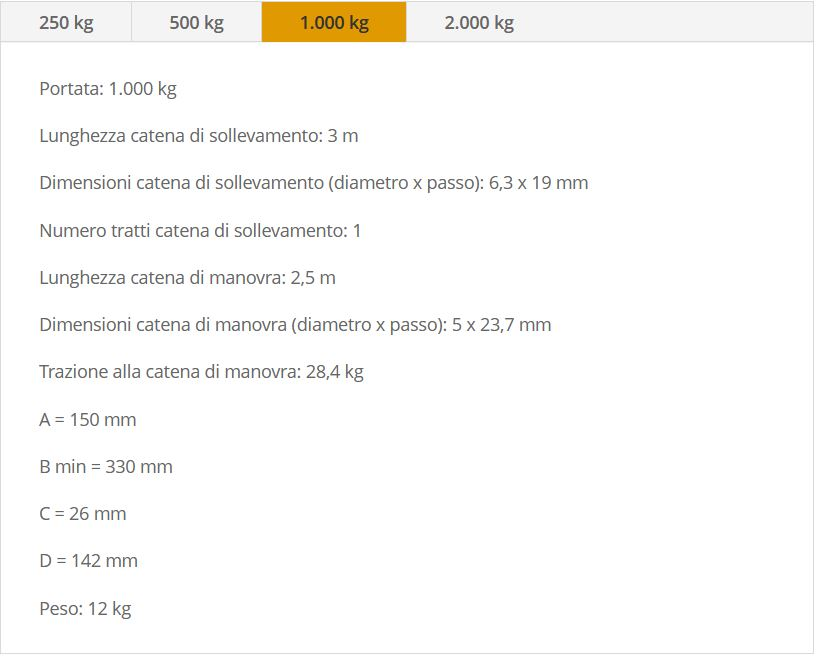 250 kg 500 kg 1.000 kg 2.000 kg
Portata: 1.000 kg
Lunghezza catena di sollevamento: 3 m
Dimensioni catena di sollevamento (diametro x passo): 6,3 x 19 mm
Numero tratti catena di sollevamento: 1
Lunghezza catena di manovra: 2,5 m
Dimensioni catena di manovra (diametro x passo): 5 x 23,7 mm
Trazione alla catena di manovra: 28,4 kg
A = 150 mm
B min = 330 mm
C = 26 mm
D = 142 mm
Peso: 12 kg